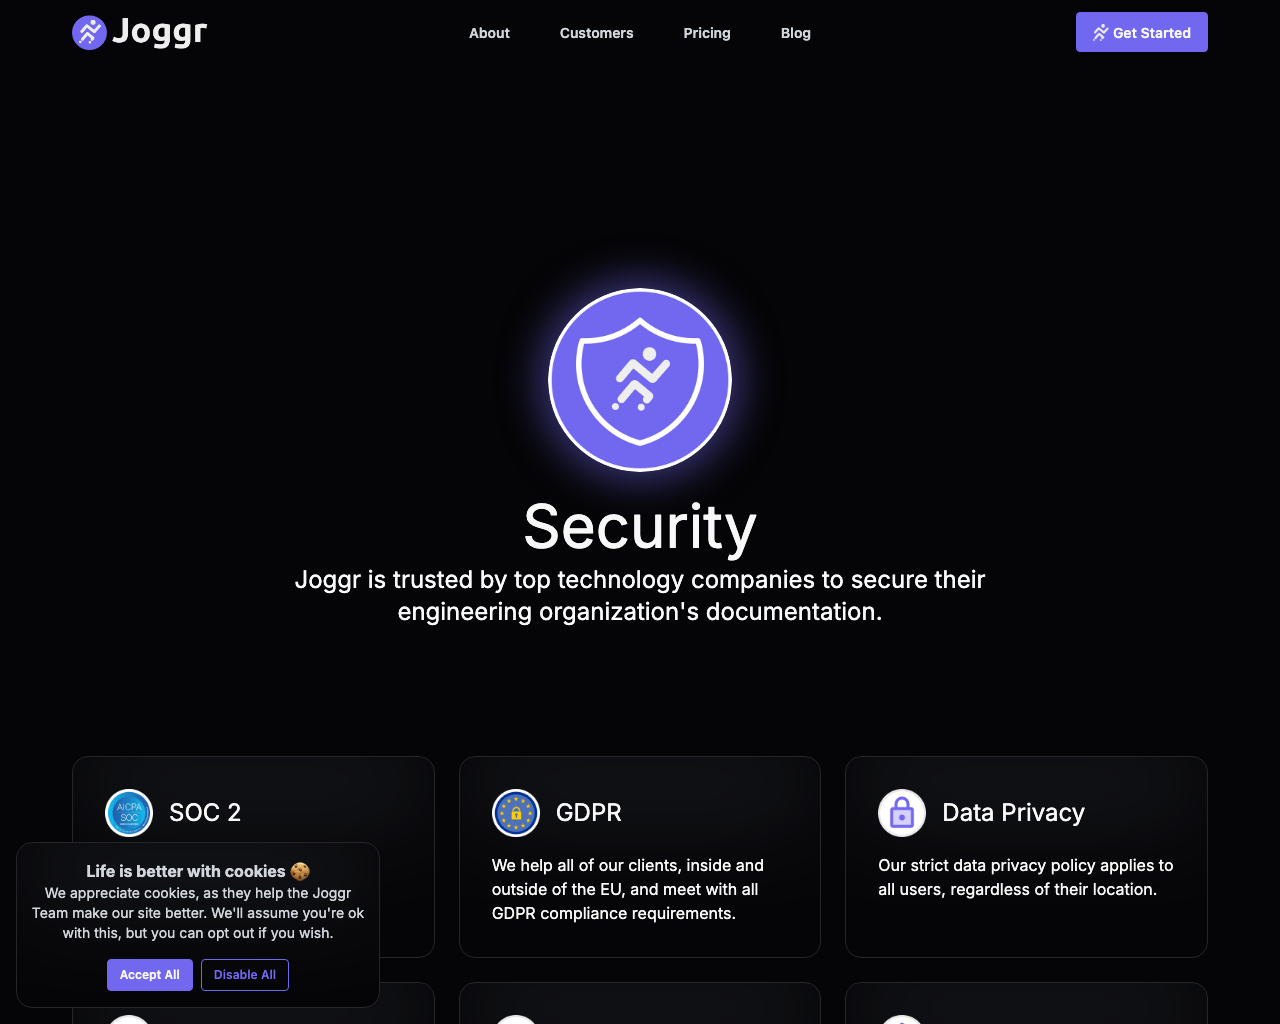 Joggr
About
Customers
Pricing
Blog
Get Started
Security
Joggr is trusted by top technology companies to secure their
engineering organization's documentation.
AICPA
SOC
SOC 2
GDPR
We help all of our clients, inside and
outside of the EU, and meet with all
GDPR compliance requirements.
Data Privacy
Our strict data privacy policy applies to
all users, regardless of their location.
Life is better with cookies 🍪
We appreciate cookies, as they help the Joggr
Team make our site better. We'll assume you're ok
with this, but you can opt out if you wish.
Accept All
Disable All